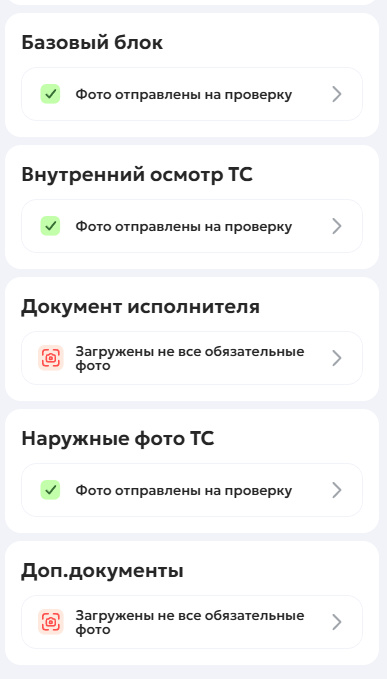 Базовый блок
Фото отправлены на проверку
Внутренний осмотр ТС
Фото отправлены на проверку
Документ исполнителя
Загружены не все обязательные
фото
Наружные фото ТС
Фото отправлены на проверку
Доп.документы
Загружены не все обязательные
фото